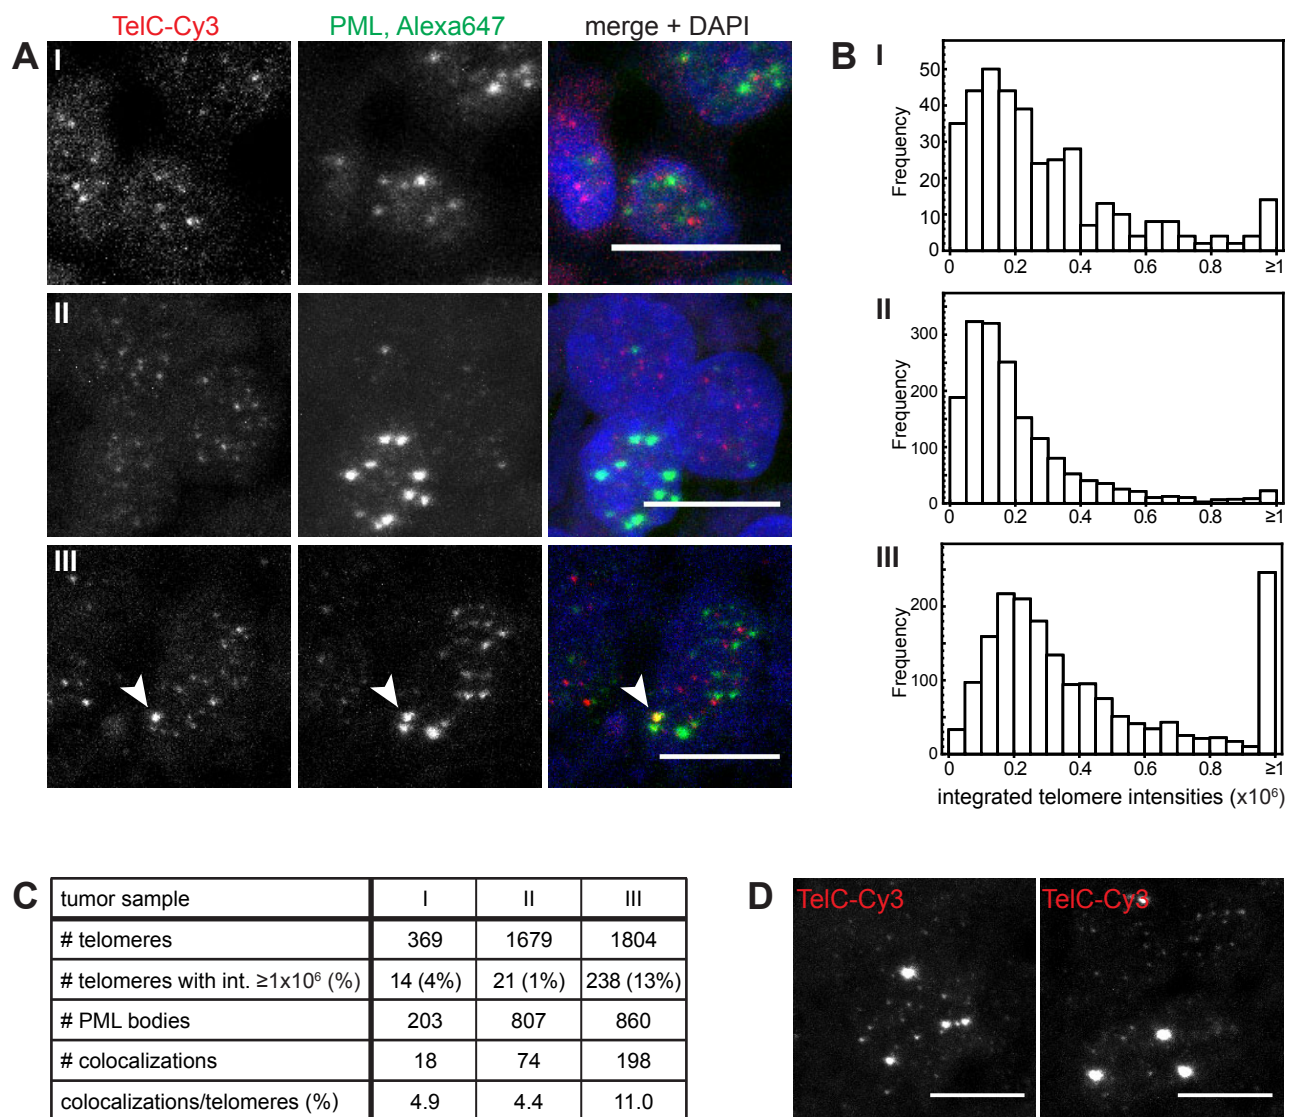 TelC-Cy3 PML, Alexa647 merge + DAPI
A I
II
III
B I
Frequency
50
40
30
20
10
0
0 0.2 0.4 0.6 0.8 ≥1
II
Frequency
300
200
100
0
0 0.2 0.4 0.6 0.8 ≥1
III
Frequency
200
100
0
0 0.2 0.4 0.6 0.8 ≥1
integrated telomere intensities (x10⁶)
C
tumor sample I II III
# telomeres 369 1679 1804
# telomeres with int. ≥1x10⁶ (%) 14 (4%) 21 (1%) 238 (13%)
# PML bodies 203 807 860
# colocalizations 18 74 198
colocalizations/telomeres (%) 4.9 4.4 11.0
D TelC-Cy3 TelC-Cy3